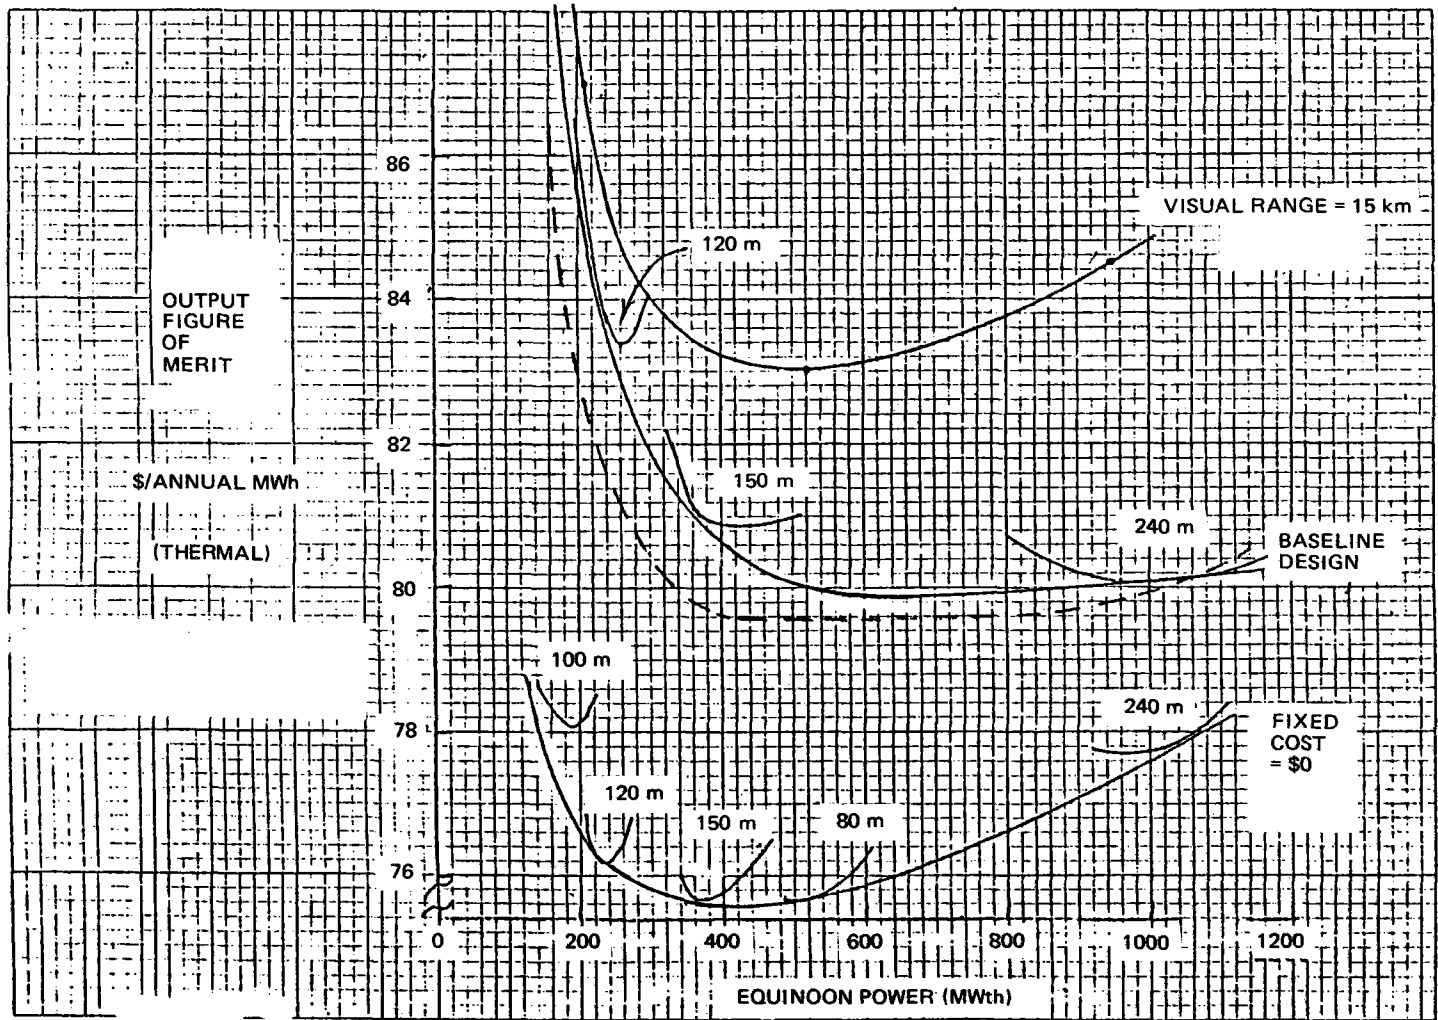 86
84
82
80
78
76
OUTPUT
FIGURE
OF
MERIT
$/ANNUAL MWh
(THERMAL)
VISUAL RANGE = 15 km
120 m
150 m
240 m
BASELINE
DESIGN
100 m
240 m
FIXED
COST
= $0
120 m
150 m
80 m
0
200
400
600
800
1000
1200
EQUINOON POWER (MWth)